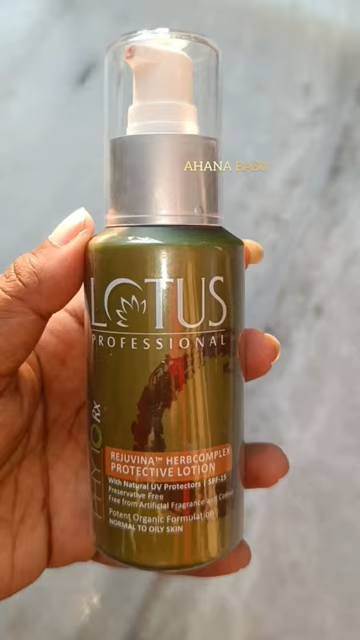 AHANA
LOTUS
PROFESSIONAL
PHYTORx
REJUVINA™ HERBCOMPLEX
PROTECTIVE LOTION
With Natural UV Protectors | SPF-15
Preservative Free
Free from Artificial Fragrance and
Potent Organic Formulation
NORMAL TO OILY SKIN